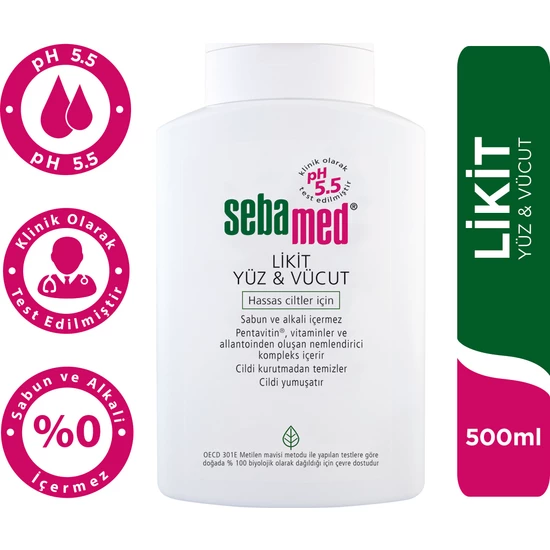 pH 5.5
pH 5.5
Klinik Olarak
Test Edilmiştir
Sabun ve Alkali
%0
İçermez
klinik olarak
pH
5.5
test edilmiştir
sebamed®
LİKİT
YÜZ & VÜCUT
Hassas ciltler için
Sabun ve alkali içermez
Pentavitin®, vitaminler ve
allantoinden oluşan nemlendirici
kompleks içerir
Cildi kurutmadan temizler
Cildi yumuşatır
OECD 301E Metilen mavisi metodu ile yapılan testlere göre
doğada % 100 biyolojik olarak dağıldığı için çevre dostudur
LİKİT
YÜZ & VÜCUT
500ml